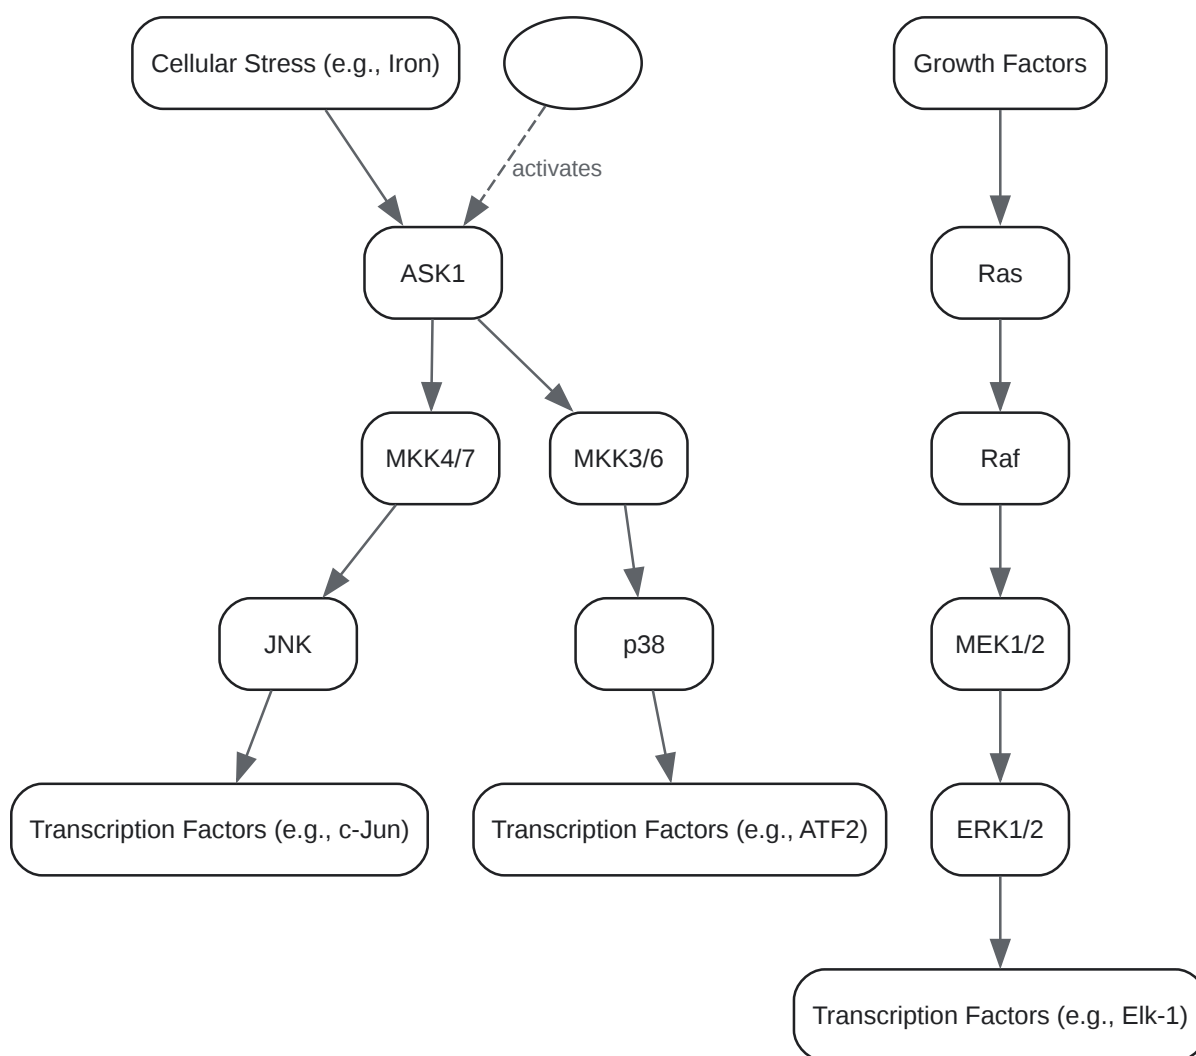 Cellular Stress (e.g., Iron)
Growth Factors
activates
ASK1
Ras
MKK4/7
MKK3/6
Raf
JNK
p38
MEK1/2
Transcription Factors (e.g., c-Jun)
Transcription Factors (e.g., ATF2)
ERK1/2
Transcription Factors (e.g., Elk-1)